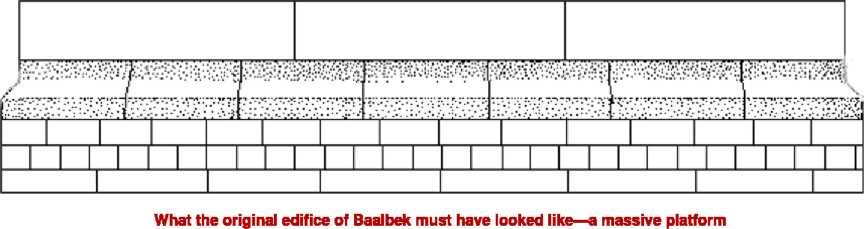 What the original edifice of Baalbek must have looked like—a massive platform